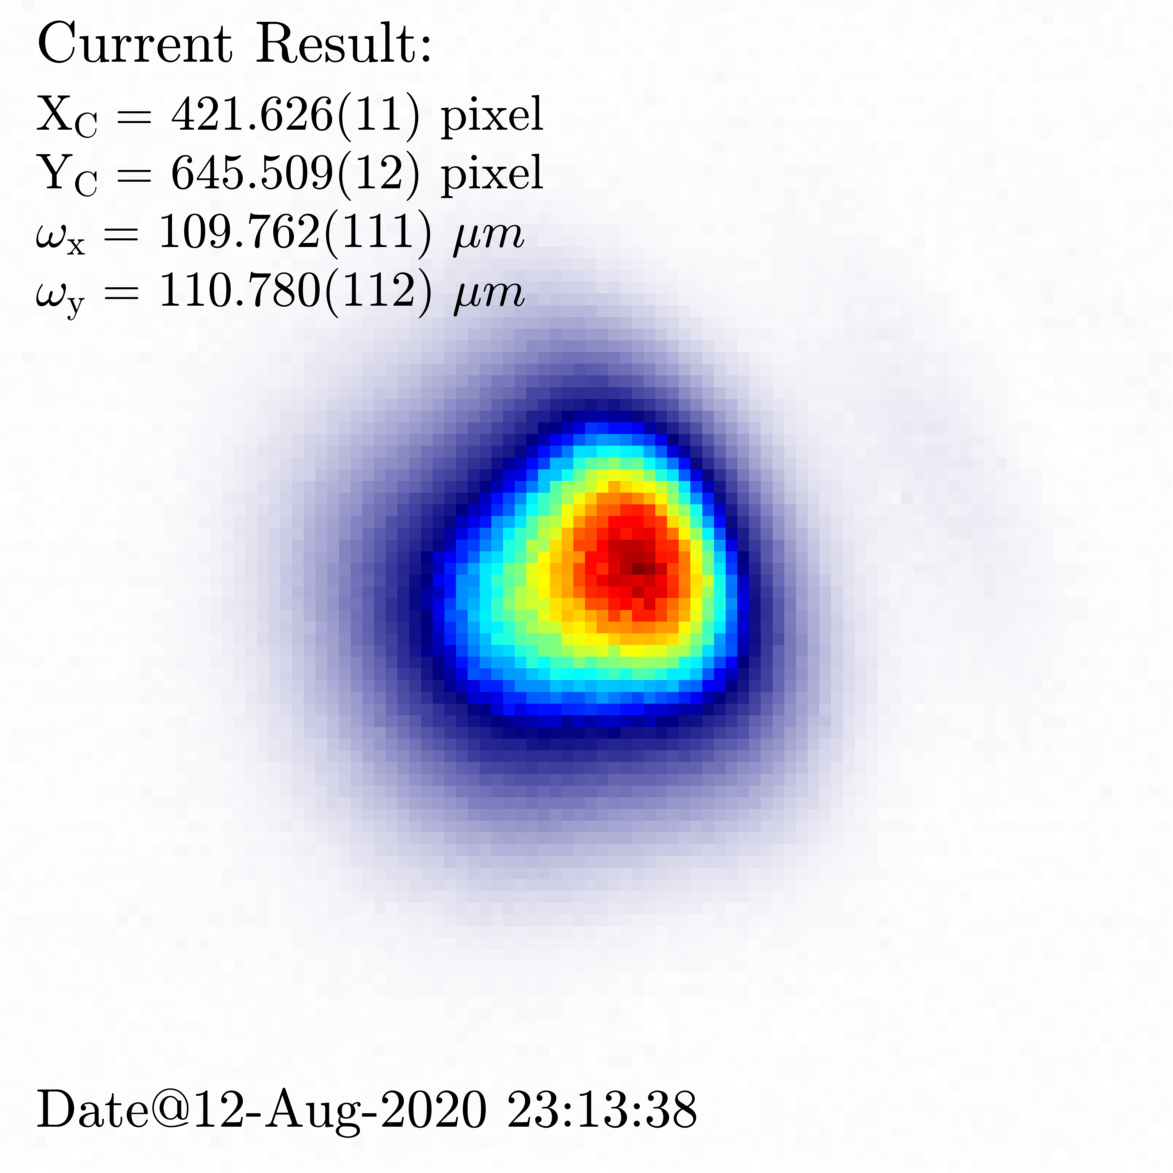 Current Result:
X_C = 421.626(11) pixel
Y_C = 645.509(12) pixel
ω_x = 109.762(111) μm
ω_y = 110.780(112) μm
Date@12-Aug-2020 23:13:38